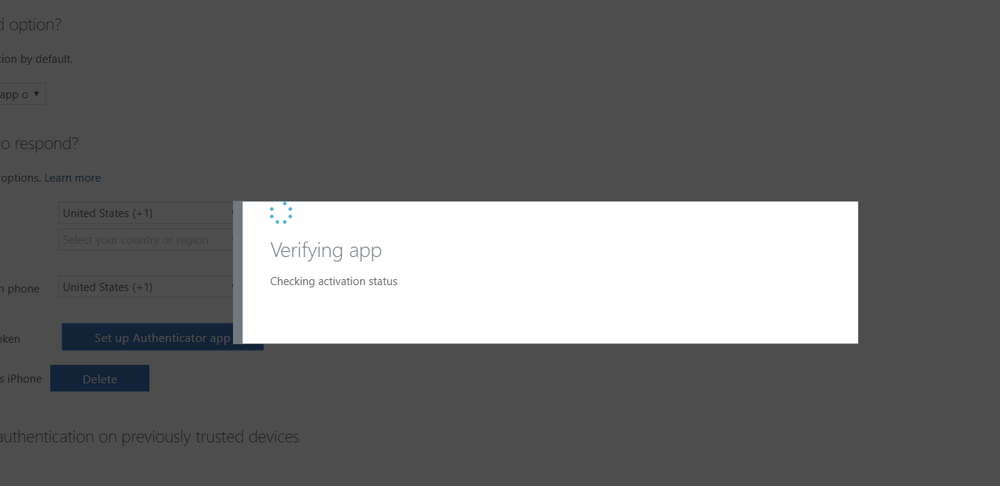 d option?
tion by default.
app o
to respond?
options. Learn more
United States (+1)
Select your country or region
n phone
United States (+1)
oken
Set up Authenticator app
s iPhone
Delete
authentication on previously trusted devices
Verifying app
Checking activation status